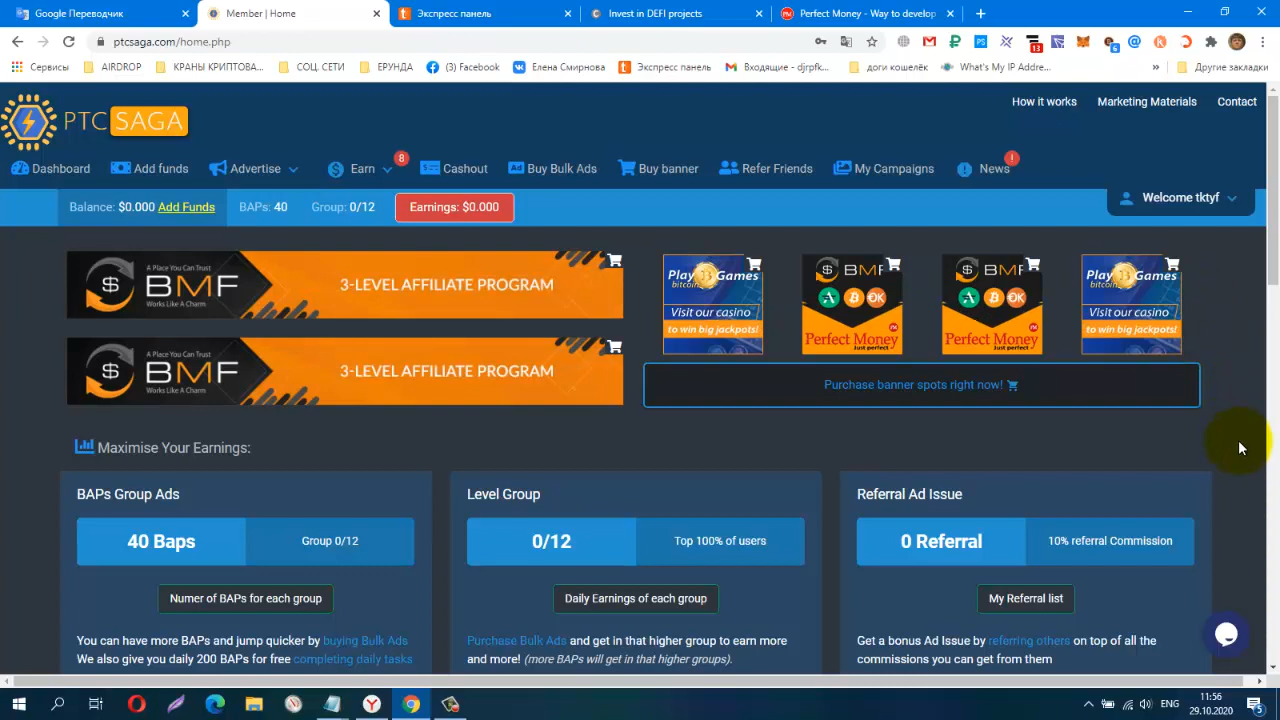 Google Переводчик
Member | Home
Экспресс панель
Invest in DEFI projects
Perfect Money - Way to develop
ptcsaga.com/home.php
13
6
Сервисы
AIRDROP
КРАНЫ КРИПТОВА...
СОЦ. СЕТИ
ЕРУНДА
(3) Facebook
Елена Смирнова
Экспресс панель
Входящие - djrpfk...
доги кошелёк
What's My IP Addre...
»
Другие закладки
PTC SAGA
How it works
Marketing Materials
Contact
Dashboard
Add funds
Advertise
Earn
8
Cashout
Buy Bulk Ads
Buy banner
Refer Friends
My Campaigns
News
!
Balance: $0.000 Add Funds
BAPs: 40
Group: 0/12
Earnings: $0.000
Welcome tktyf
A Place You Can Trust
BMF
Works Like A Charm
3-LEVEL AFFILIATE PROGRAM
Play Games
bitcoin
Visit our casino
to win big jackpots!
BMF
Perfect Money
Just perfect
BMF
Perfect Money
Just perfect
Play Games
bitcoin
Visit our casino
to win big jackpots!
A Place You Can Trust
BMF
Works Like A Charm
3-LEVEL AFFILIATE PROGRAM
Purchase banner spots right now!
Maximise Your Earnings:
BAPs Group Ads
40 Baps
Group 0/12
Numer of BAPs for each group
You can have more BAPs and jump quicker by buying Bulk Ads
We also give you daily 200 BAPs for free completing daily tasks
Level Group
0/12
Top 100% of users
Daily Earnings of each group
Purchase Bulk Ads and get in that higher group to earn more
and more! (more BAPs will get in that higher groups).
Referral Ad Issue
0 Referral
10% referral Commission
My Referral list
Get a bonus Ad Issue by referring others on top of all the
commissions you can get from them
ENG
11:56
29.10.2020
5